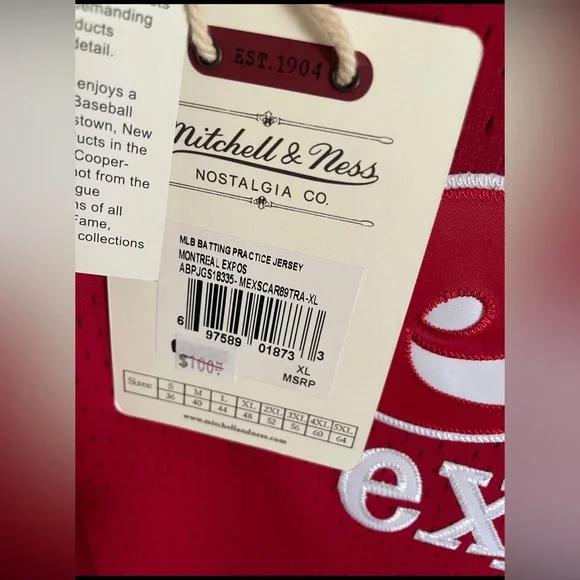 emanding
ducts
detail.
enjoys a
Baseball
stown, New
ucts in the
Cooper-
not from the
gue
ns of all
Fame,
collections
EST. 1904
Mitchell & Ness
NOSTALGIA CO.
MLB BATTING PRACTICE JERSEY
MONTREAL EXPOS
ABPJGS18335- MEXSCAR89TRA-XL
6 97589 01873 3
XL
MSRP
Sizes: S M L XL 2XL 3XL 4XL 5XL
36 40 44 48 52 56 60 64
www.mitchellandness.com
ex